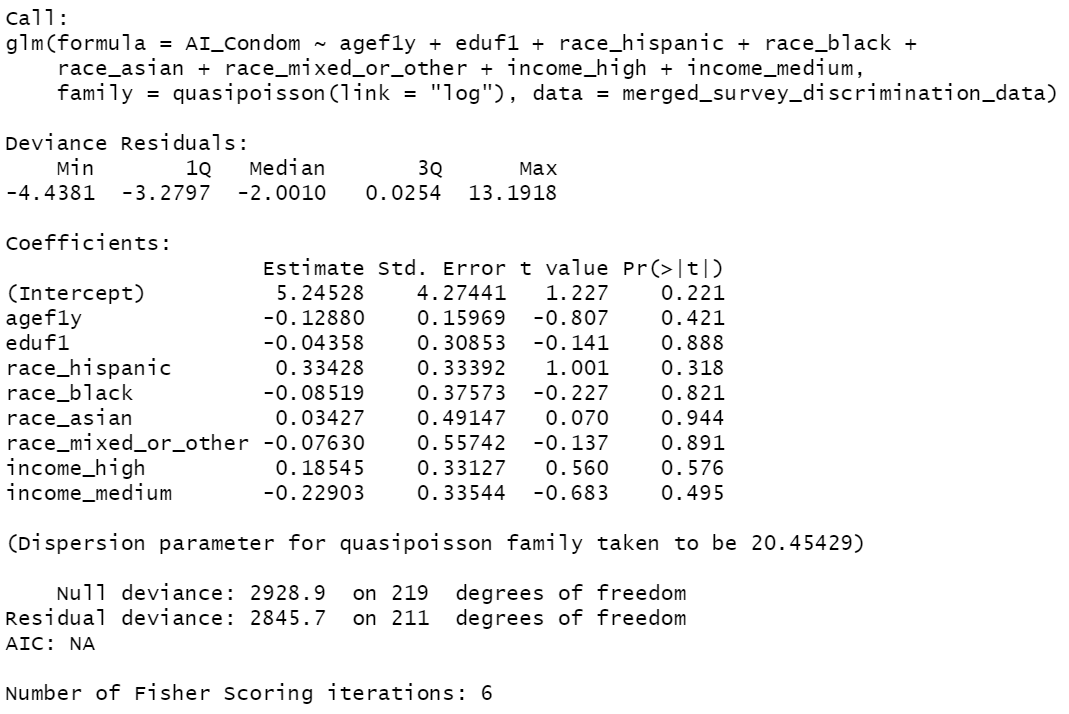 Call:
glm(formula = AI_Condom ~ agef1y + eduf1 + race_hispanic + race_black +
    race_asian + race_mixed_or_other + income_high + income_medium,
    family = quasipoisson(link = "log"), data = merged_survey_discrimination_data)

Deviance Residuals:
    Min       1Q   Median       3Q      Max
-4.4381  -3.2797  -2.0010   0.0254  13.1918

Coefficients:
                    Estimate Std. Error t value Pr(>|t|)
(Intercept)          5.24528    4.27441   1.227    0.221
agef1y              -0.12880    0.15969  -0.807    0.421
eduf1               -0.04358    0.30853  -0.141    0.888
race_hispanic        0.33428    0.33392   1.001    0.318
race_black          -0.08519    0.37573  -0.227    0.821
race_asian           0.03427    0.49147   0.070    0.944
race_mixed_or_other -0.07630    0.55742  -0.137    0.891
income_high          0.18545    0.33127   0.560    0.576
income_medium       -0.22903    0.33544  -0.683    0.495

(Dispersion parameter for quasipoisson family taken to be 20.45429)

    Null deviance: 2928.9  on 219  degrees of freedom
Residual deviance: 2845.7  on 211  degrees of freedom
AIC: NA

Number of Fisher Scoring iterations: 6